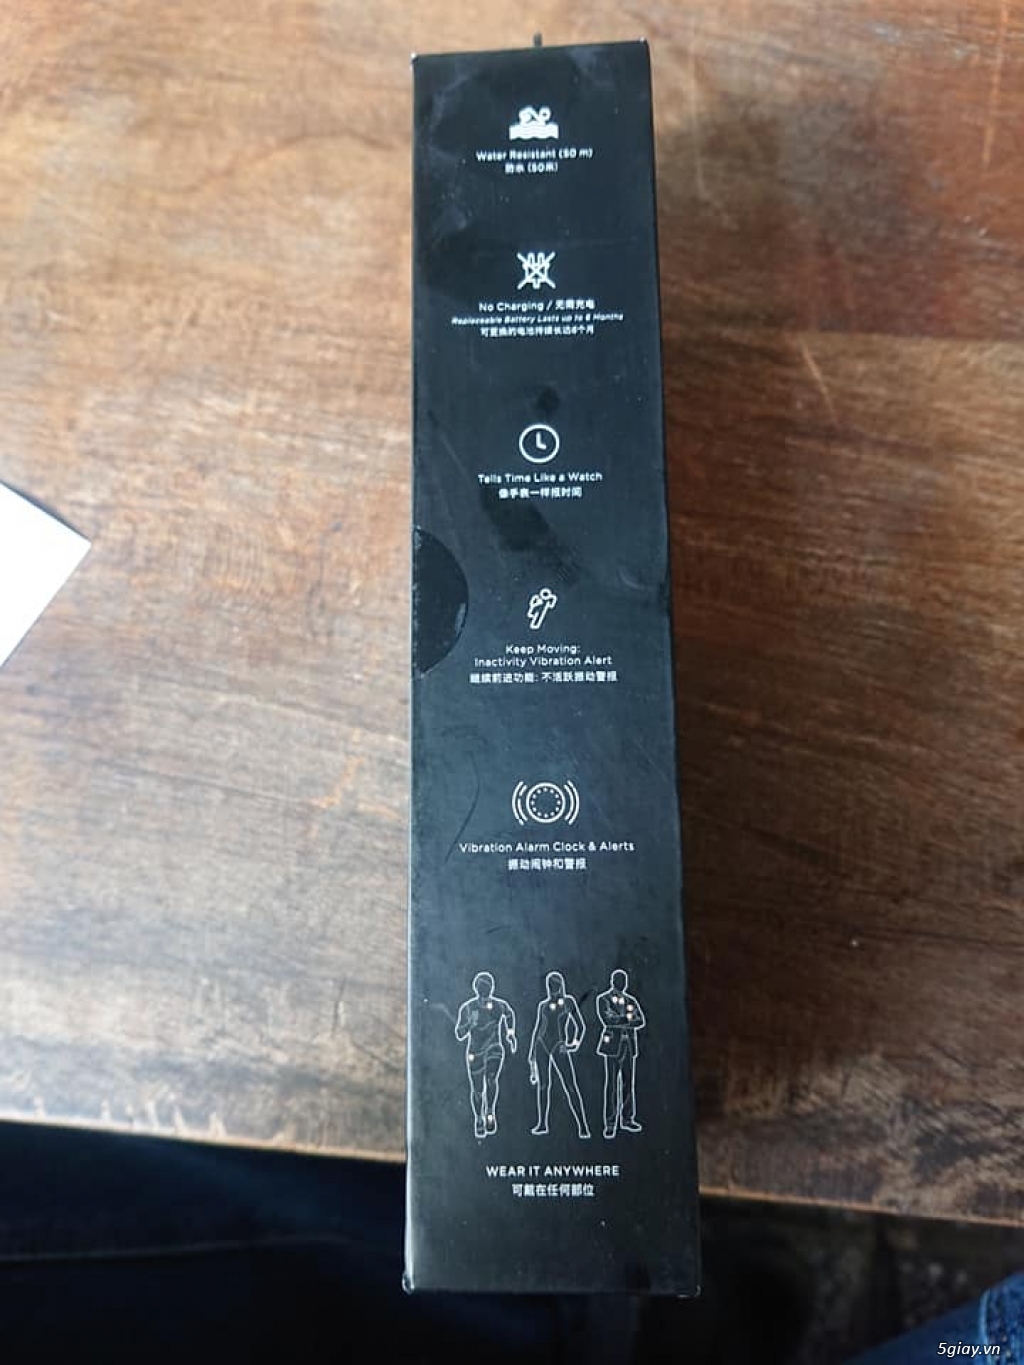 Water Resistant (50 m)
防水 (50米)
No Charging / 无需充电
Replaceable Battery Lasts up to 6 Months
可更换的电池持续长达6个月
Tells Time Like a Watch
像手表一样报时间
Keep Moving:
Inactivity Vibration Alert
继续前进功能: 不活跃振动警报
Vibration Alarm Clock & Alerts
振动闹钟和警报
WEAR IT ANYWHERE
可戴在任何部位
5giay.vn